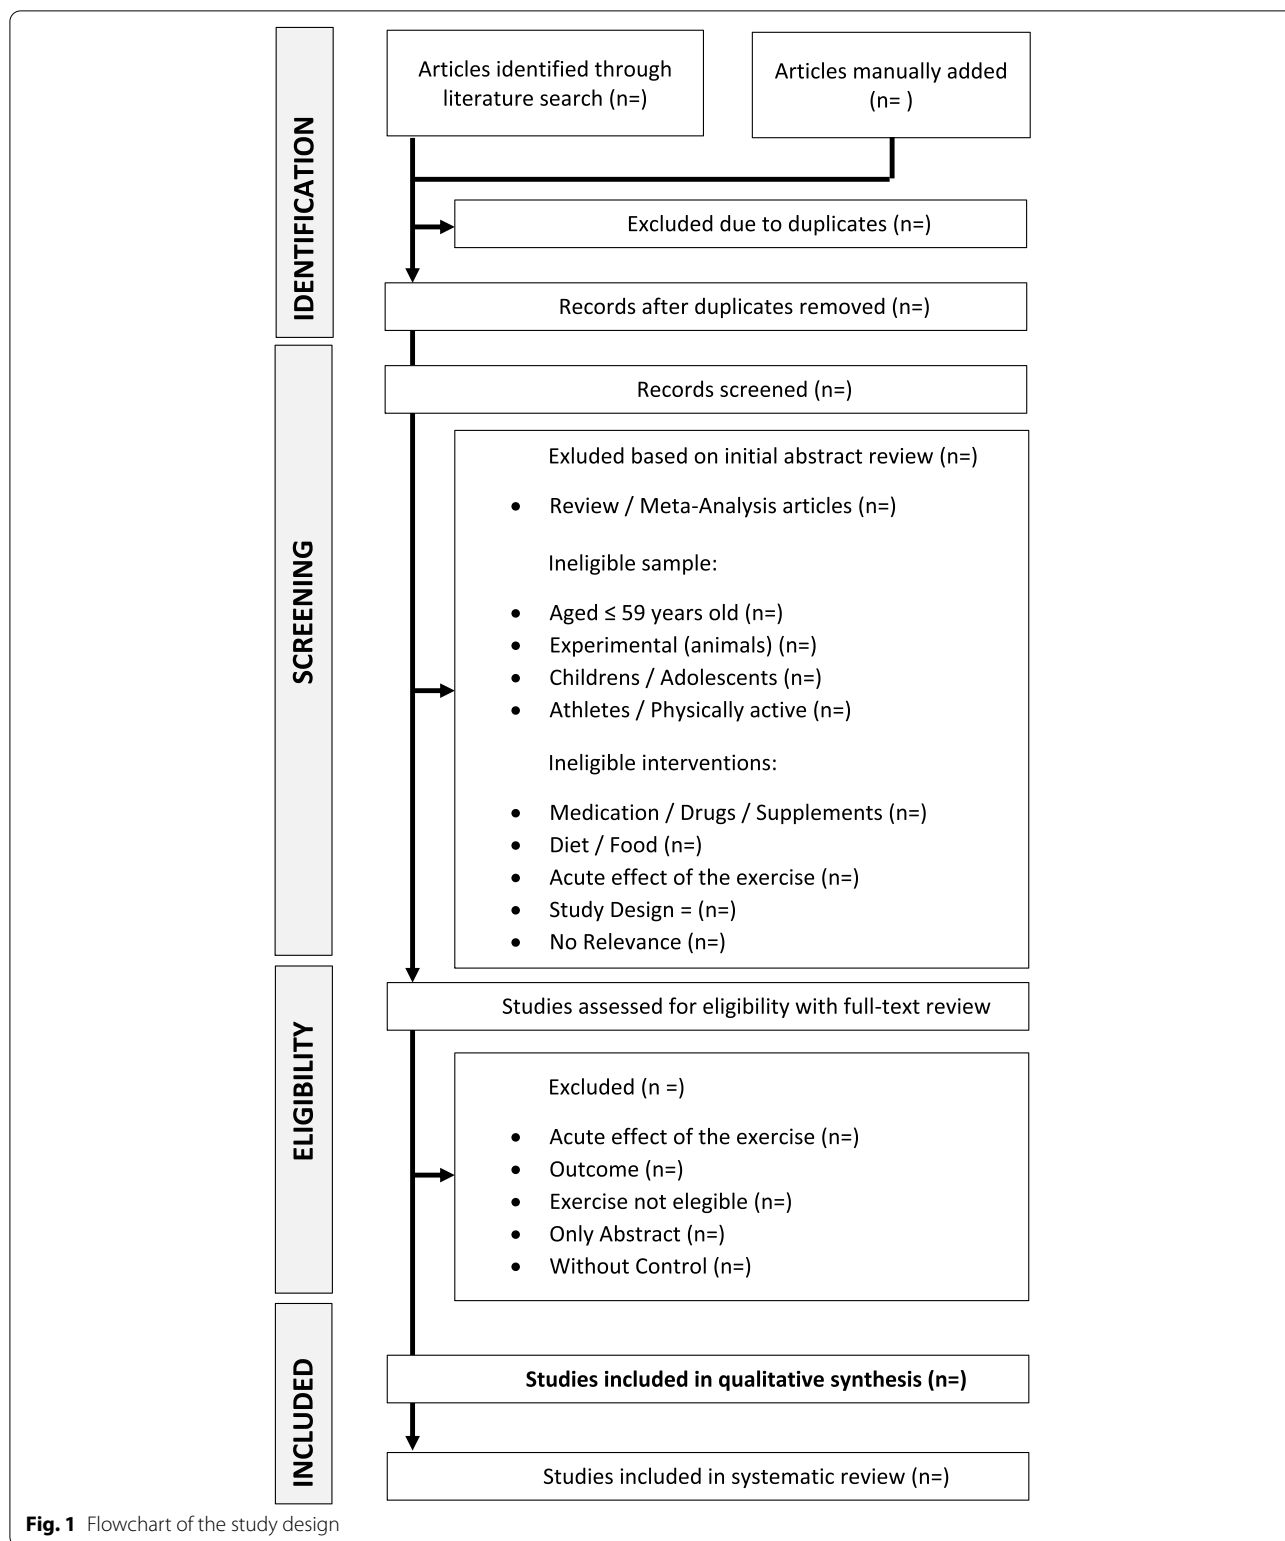 IDENTIFICATION
Articles identified through
literature search (n=)
Articles manually added
(n= )
Excluded due to duplicates (n=)
Records after duplicates removed (n=)
SCREENING
Records screened (n=)
Exluded based on initial abstract review (n=)
• Review / Meta-Analysis articles (n=)
Ineligible sample:
• Aged ≤ 59 years old (n=)
• Experimental (animals) (n=)
• Childrens / Adolescents (n=)
• Athletes / Physically active (n=)
Ineligible interventions:
• Medication / Drugs / Supplements (n=)
• Diet / Food (n=)
• Acute effect of the exercise (n=)
• Study Design = (n=)
• No Relevance (n=)
ELIGIBILITY
Studies assessed for eligibility with full-text review
Excluded (n =)
• Acute effect of the exercise (n=)
• Outcome (n=)
• Exercise not elegible (n=)
• Only Abstract (n=)
• Without Control (n=)
INCLUDED
Studies included in qualitative synthesis (n=)
Studies included in systematic review (n=)
Fig. 1 Flowchart of the study design